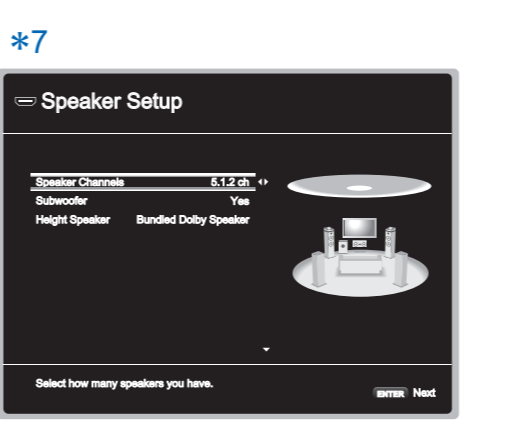 *7
Speaker Setup
Speaker Channels 5.1.2 ch
Subwoofer Yes
Height Speaker Bundled Dolby Speaker
Select how many speakers you have.
ENTER Next